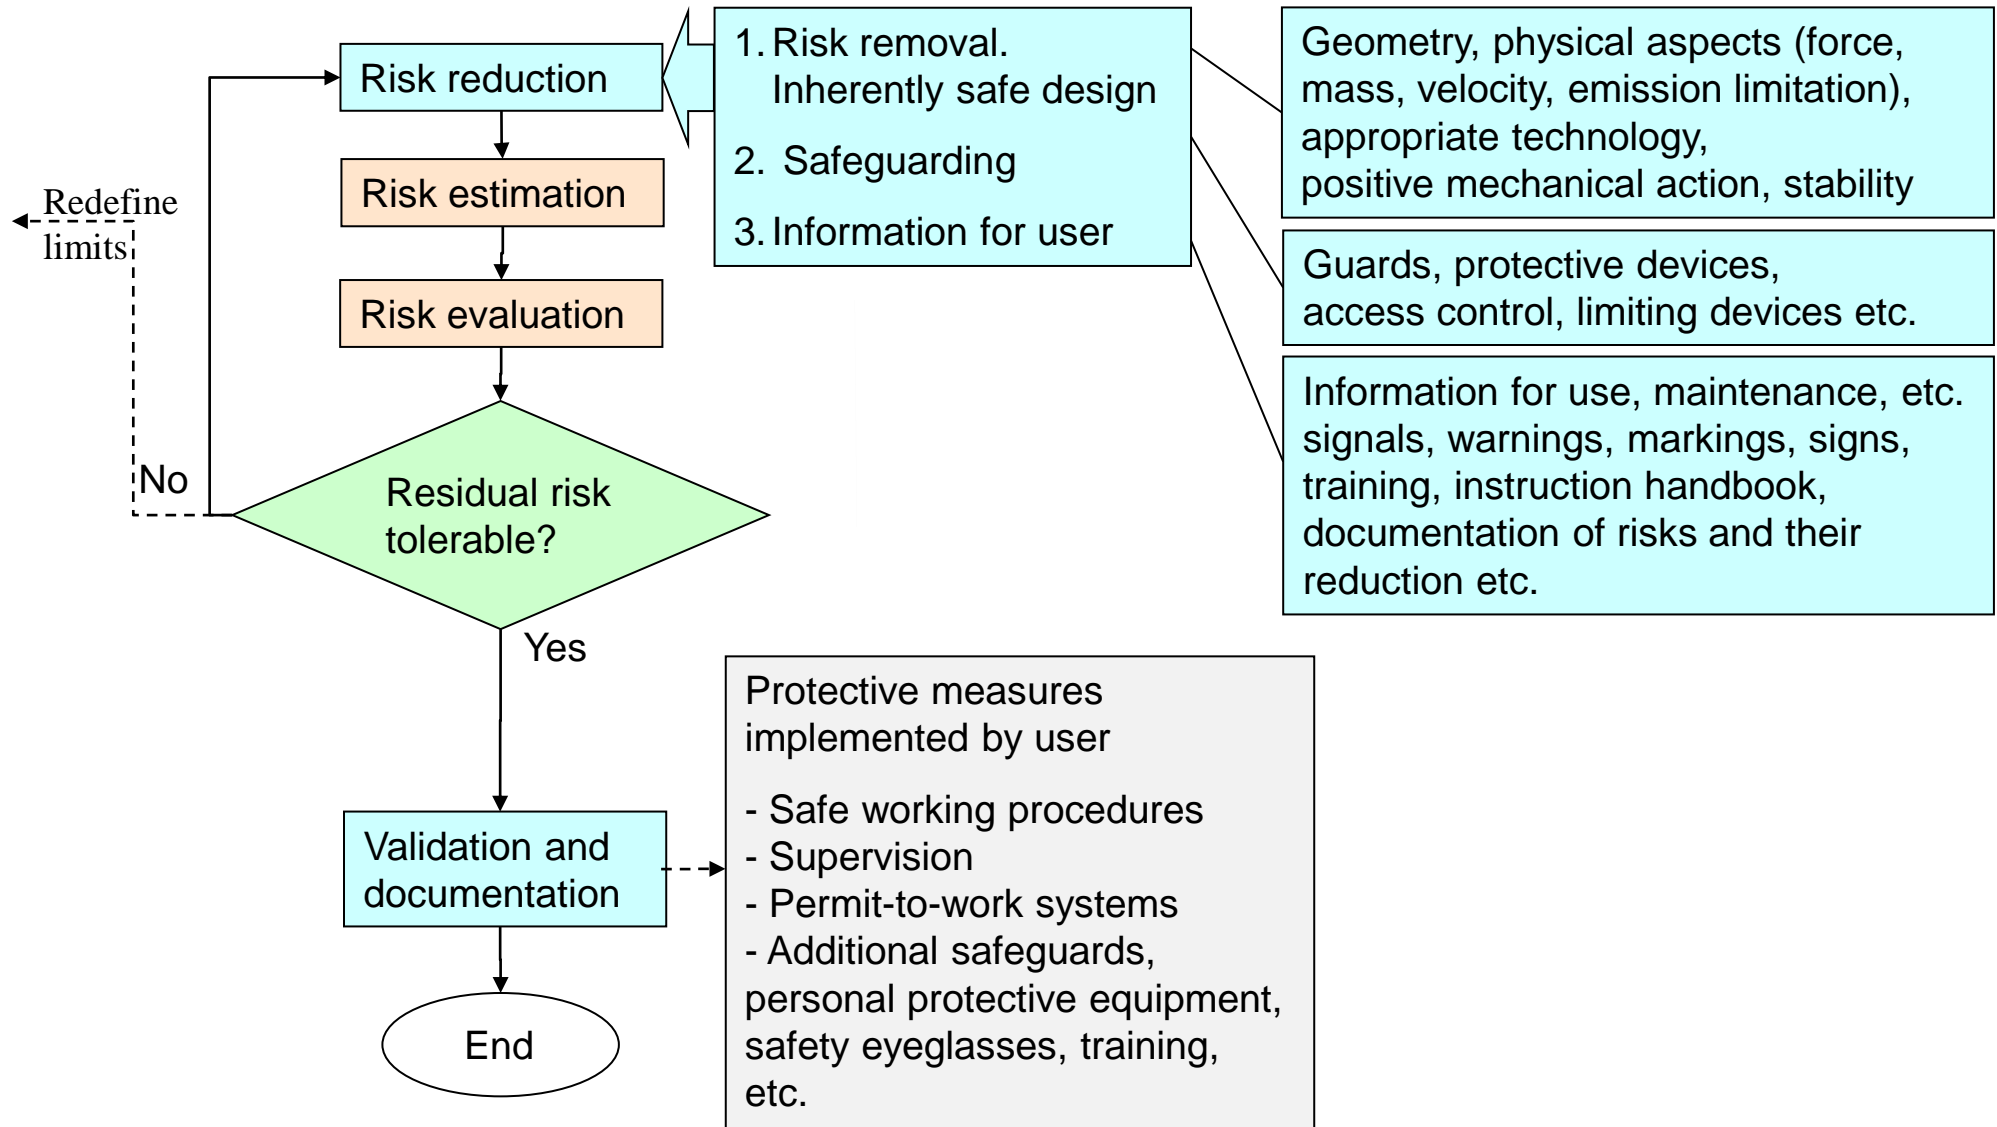 Risk reduction
1. Risk removal.
Inherently safe design
2. Safeguarding
3. Information for user
Geometry, physical aspects (force,
mass, velocity, emission limitation),
appropriate technology,
positive mechanical action, stability
Guards, protective devices,
access control, limiting devices etc.
Information for use, maintenance, etc.
signals, warnings, markings, signs,
training, instruction handbook,
documentation of risks and their
reduction etc.
Risk estimation
Redefine
limits
Risk evaluation
No
Residual risk
tolerable?
Yes
Protective measures
implemented by user
- Safe working procedures
- Supervision
- Permit-to-work systems
- Additional safeguards,
personal protective equipment,
safety eyeglasses, training,
etc.
Validation and
documentation
End